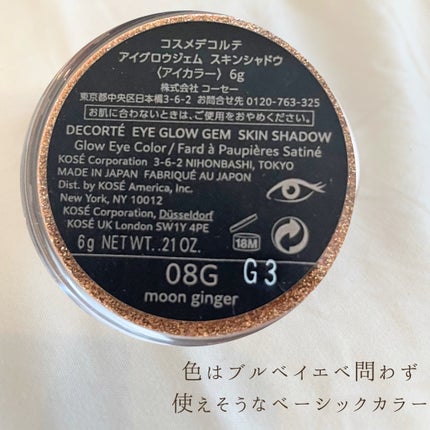 コスメデコルテ
アイグロウジェム スキンシャドウ
〈アイカラー〉 6g
株式会社 コーセー
東京都中央区日本橋3-6-2 お問合せ先 0120-763-325
お肌に合わないときは、ご使用をおやめください。
DECORTÉ EYE GLOW GEM SKIN SHADOW
Glow Eye Color / Fard à Paupières Satiné
KOSÉ Corporation 3-6-2 NIHONBASHI, TOKYO
MADE IN JAPAN FABRIQUÉ AU JAPON
Dist. by KOSÉ America, Inc.
New York, NY 10012
KOSÉ Corporation, Düsseldorf
KOSÉ UK London SW1Y 4PE
6g NET WT. .21 OZ.
18M
08G G3
moon ginger
色はブルベイエベ問わず
使えそうなベーシックカラー